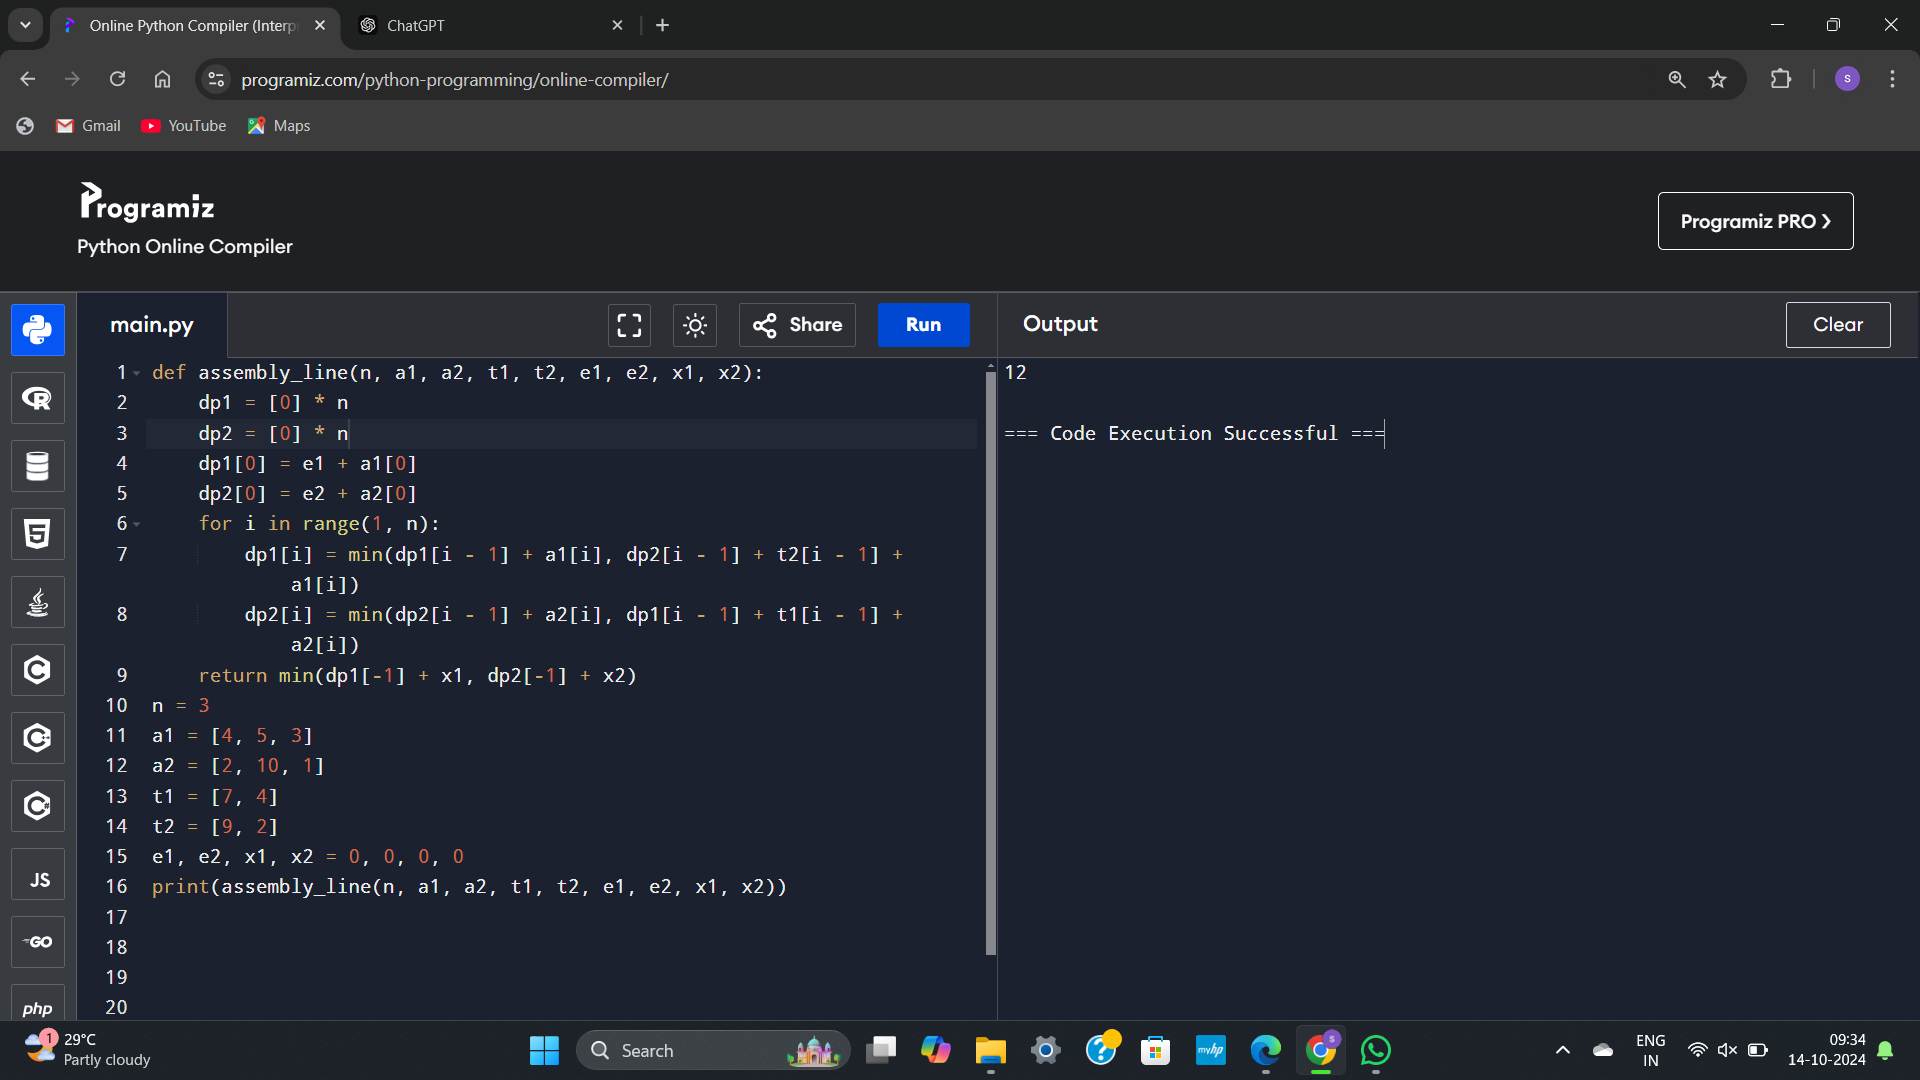 Online Python Compiler (Interp
ChatGPT
programiz.com/python-programming/online-compiler/
S
Gmail
YouTube
Maps
Programiz
Python Online Compiler
Programiz PRO ❯
main.py
Share
Run
Output
Clear
1 def assembly_line(n, a1, a2, t1, t2, e1, e2, x1, x2):
2     dp1 = [0] * n
3     dp2 = [0] * n
4     dp1[0] = e1 + a1[0]
5     dp2[0] = e2 + a2[0]
6     for i in range(1, n):
7         dp1[i] = min(dp1[i - 1] + a1[i], dp2[i - 1] + t2[i - 1] +
            a1[i])
8         dp2[i] = min(dp2[i - 1] + a2[i], dp1[i - 1] + t1[i - 1] +
            a2[i])
9     return min(dp1[-1] + x1, dp2[-1] + x2)
10 n = 3
11 a1 = [4, 5, 3]
12 a2 = [2, 10, 1]
13 t1 = [7, 4]
14 t2 = [9, 2]
15 e1, e2, x1, x2 = 0, 0, 0, 0
16 print(assembly_line(n, a1, a2, t1, t2, e1, e2, x1, x2))
17
18
19
20
12
=== Code Execution Successful ===
R
5
C
C++
C#
JS
GO
php
1
29°C
Partly cloudy
Search
myhp
S
ENG
IN
09:34
14-10-2024